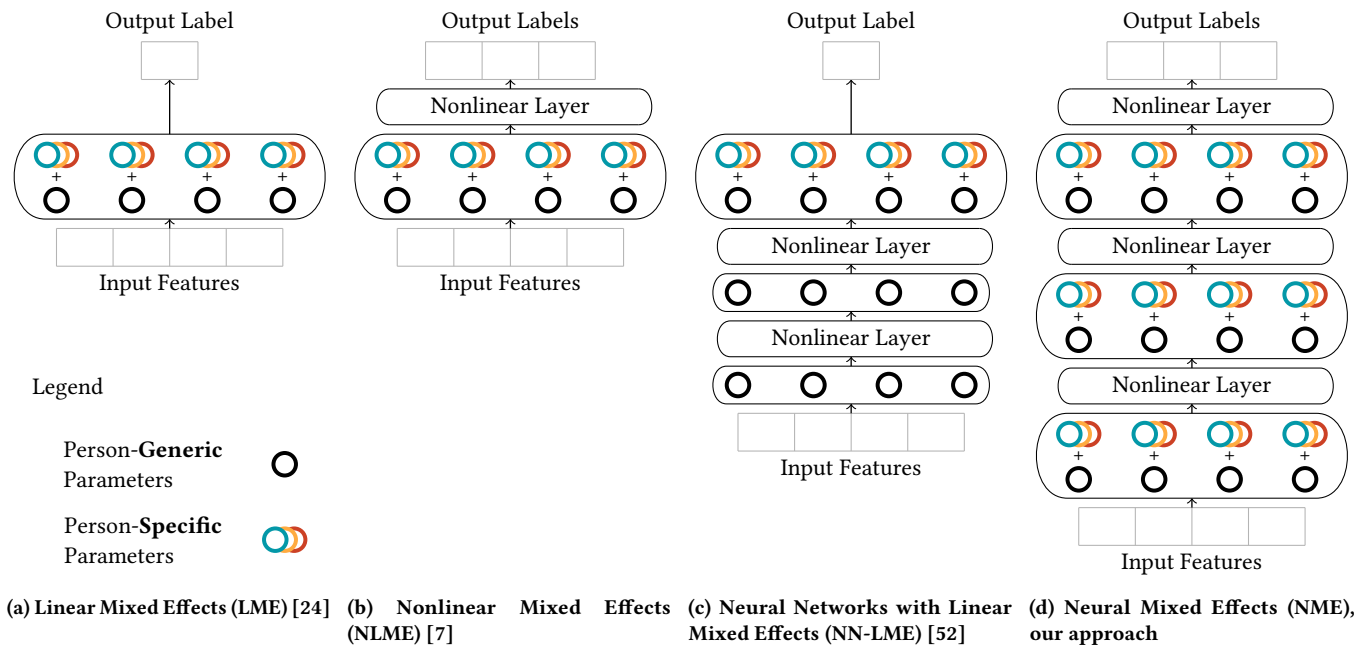 Output Label
+ + + +
Input Features
Legend
Person-Generic
Parameters
Person-Specific
Parameters
(a) Linear Mixed Effects (LME) [24]
Output Labels
Nonlinear Layer
+ + + +
Input Features
(b) Nonlinear Mixed Effects
(NLME) [7]
Output Label
+ + + +
Nonlinear Layer
Nonlinear Layer
Input Features
(c) Neural Networks with Linear
Mixed Effects (NN-LME) [52]
Output Labels
Nonlinear Layer
+ + + +
Nonlinear Layer
+ + + +
Nonlinear Layer
+ + + +
Input Features
(d) Neural Mixed Effects (NME),
our approach